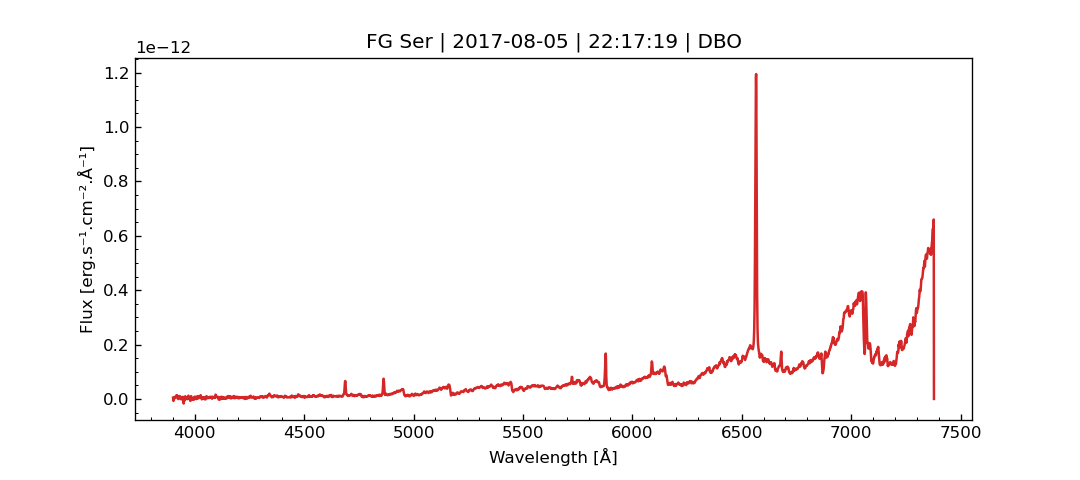 FG Ser | 2017-08-05 | 22:17:19 | DBO
1e−12
1.2
1.0
0.8
0.6
0.4
0.2
0.0
Flux [erg.s⁻¹.cm⁻².Å⁻¹]
4000 4500 5000 5500 6000 6500 7000 7500
Wavelength [Å]